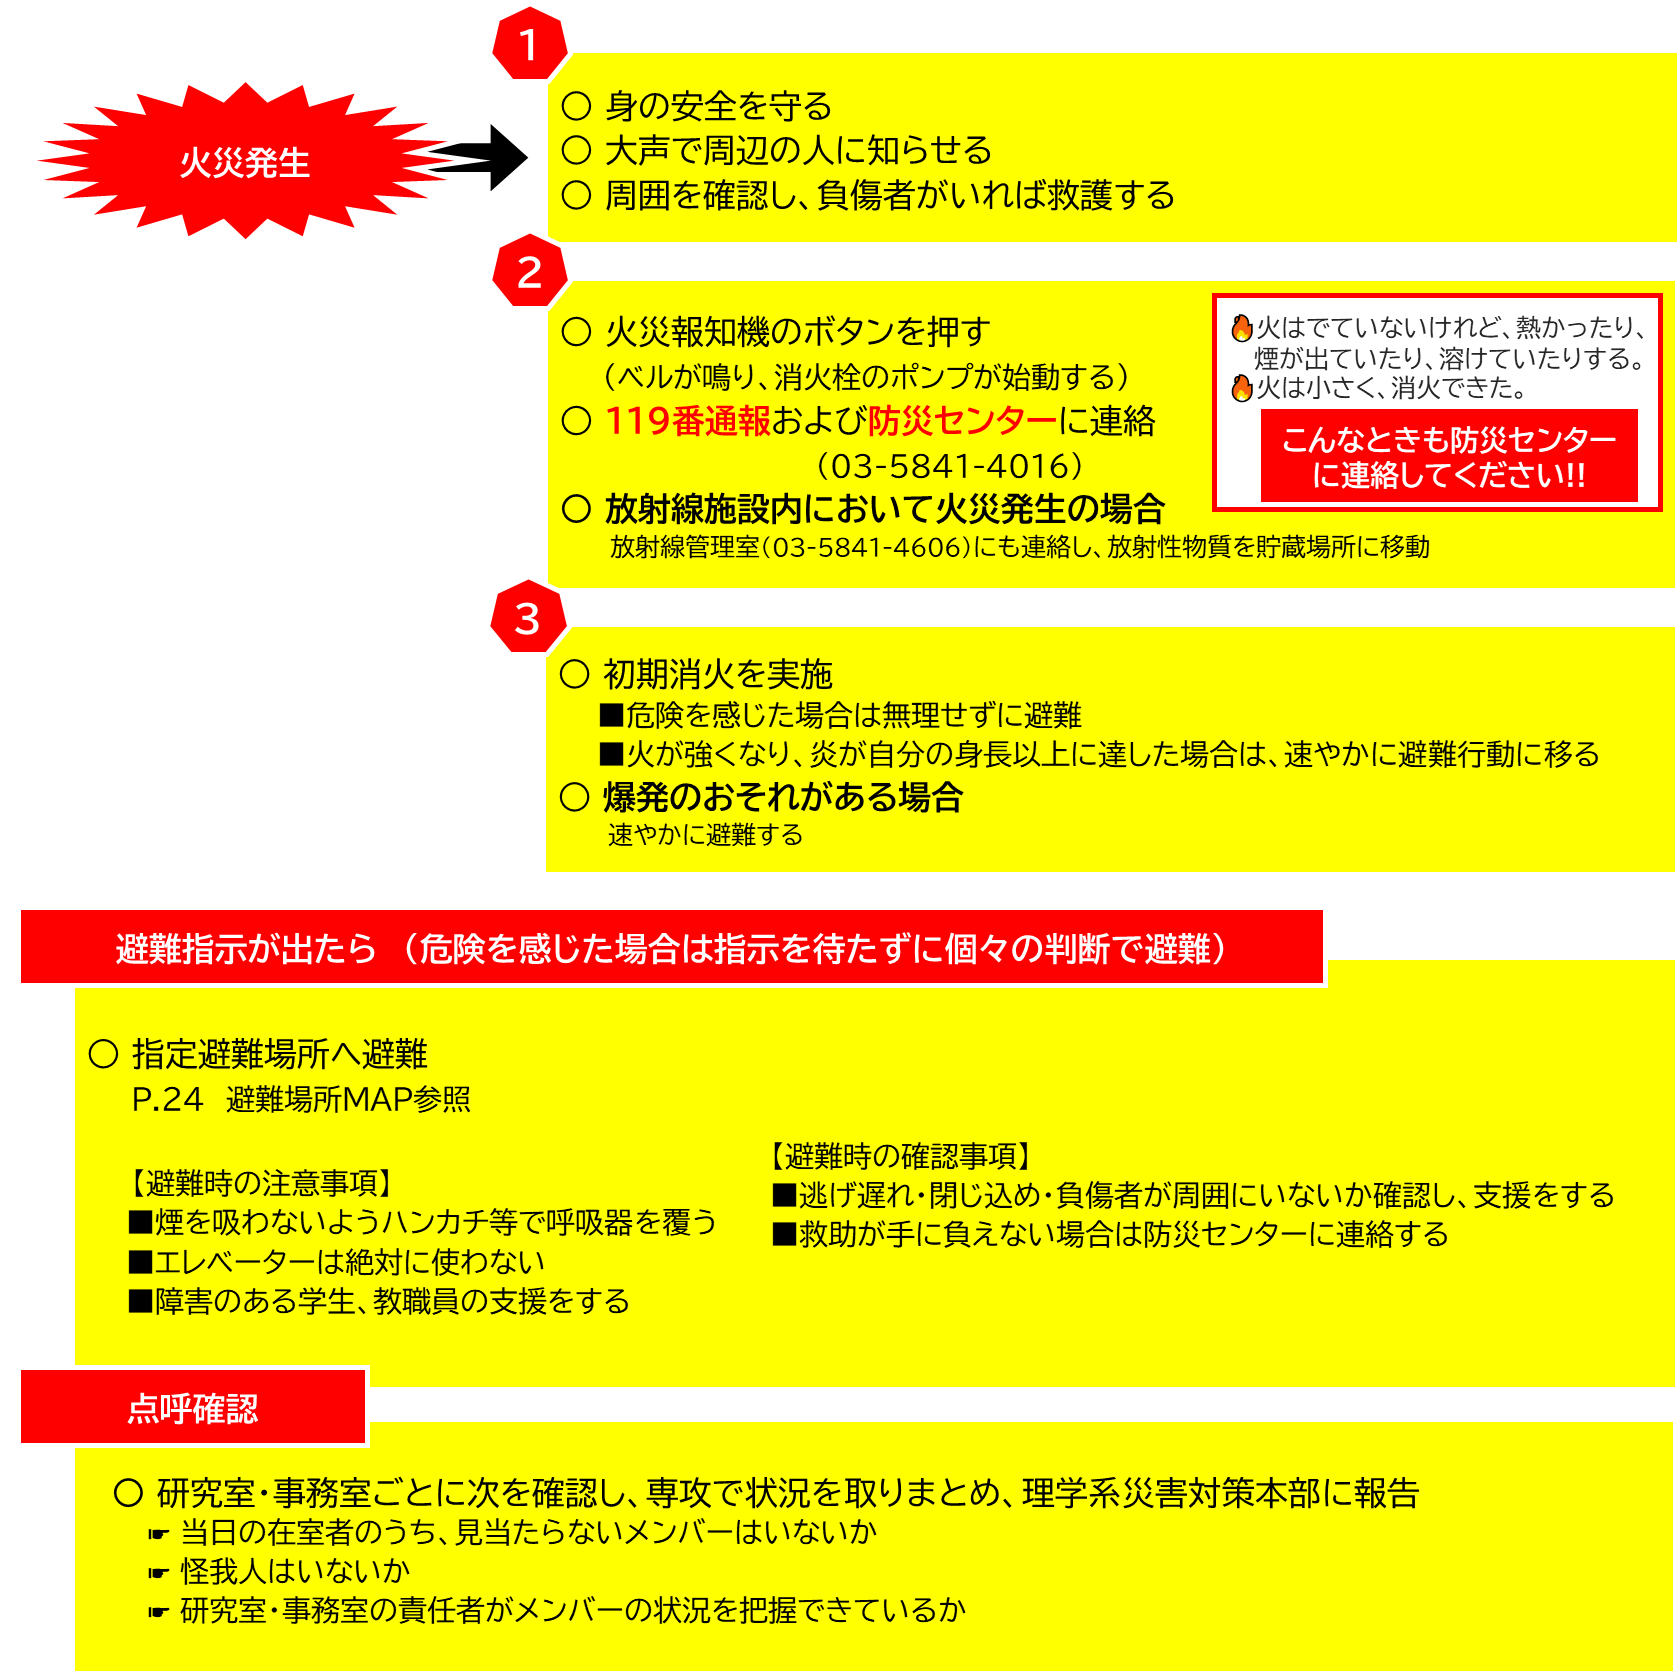 火災発生
1
○ 身の安全を守る
○ 大声で周辺の人に知らせる
○ 周囲を確認し、負傷者がいれば救護する
2
○ 火災報知機のボタンを押す
（ベルが鳴り、消火栓のポンプが始動する）
○ 119番通報および防災センターに連絡
（03-5841-4016）
○ 放射線施設内において火災発生の場合
放射線管理室（03-5841-4606）にも連絡し、放射性物質を貯蔵場所に移動
火はでていないけれど、熱かったり、
煙が出ていたり、溶けていたりする。
火は小さく、消火できた。
こんなときも防災センター
に連絡してください!!
3
○ 初期消火を実施
■危険を感じた場合は無理せずに避難
■火が強くなり、炎が自分の身長以上に達した場合は、速やかに避難行動に移る
○ 爆発のおそれがある場合
速やかに避難する
避難指示が出たら （危険を感じた場合は指示を待たずに個々の判断で避難）
○ 指定避難場所へ避難
P.24 避難場所MAP参照
【避難時の注意事項】
■煙を吸わないようハンカチ等で呼吸器を覆う
■エレベーターは絶対に使わない
■障害のある学生、教職員の支援をする
【避難時の確認事項】
■逃げ遅れ・閉じ込め・負傷者が周囲にいないか確認し、支援をする
■救助が手に負えない場合は防災センターに連絡する
点呼確認
○ 研究室・事務室ごとに次を確認し、専攻で状況を取りまとめ、理学系災害対策本部に報告
☛ 当日の在室者のうち、見当たらないメンバーはいないか
☛ 怪我人はいないか
☛ 研究室・事務室の責任者がメンバーの状況を把握できているか